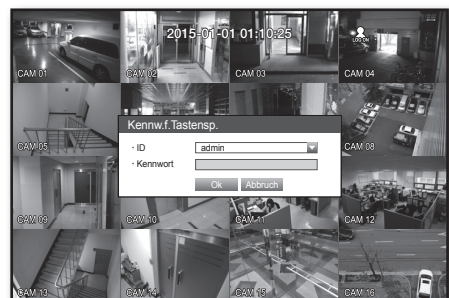 2015-01-01 01:10:25
LOG ON
CAM 01
CAM 02
CAM 03
CAM 04
Kennw.f.Tastensp.
CAM 05
CAM 08
· ID
admin
· Kennwort
Ok
Abbruch
CAM 09
CAM 10
CAM 11
CAM 12
CAM 13
CAM 14
CAM 15
CAM 16